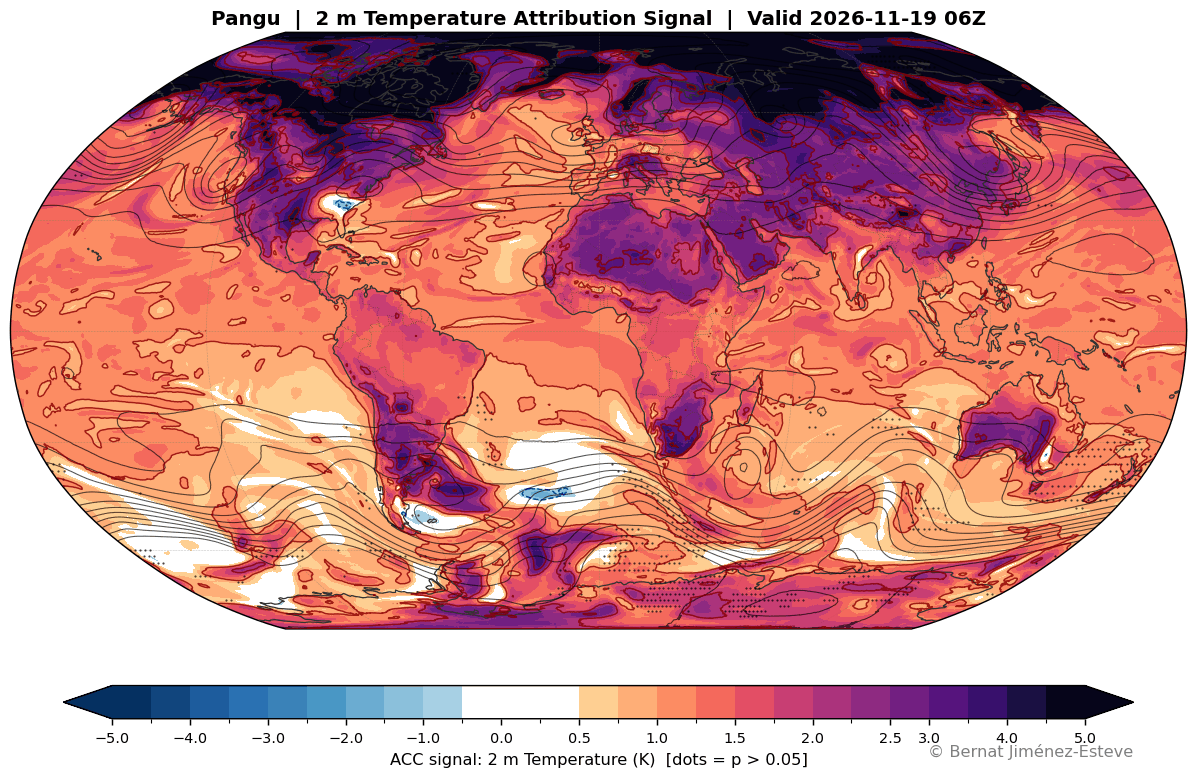 Pangu | 2 m Temperature Attribution Signal | Valid 2026-11-19 06Z
−5.0 −4.0 −3.0 −2.0 −1.0 0.0 0.5 1.0 1.5 2.0 2.5 3.0 4.0 5.0
© Bernat Jiménez-Esteve
ACC signal: 2 m Temperature (K) [dots = p > 0.05]